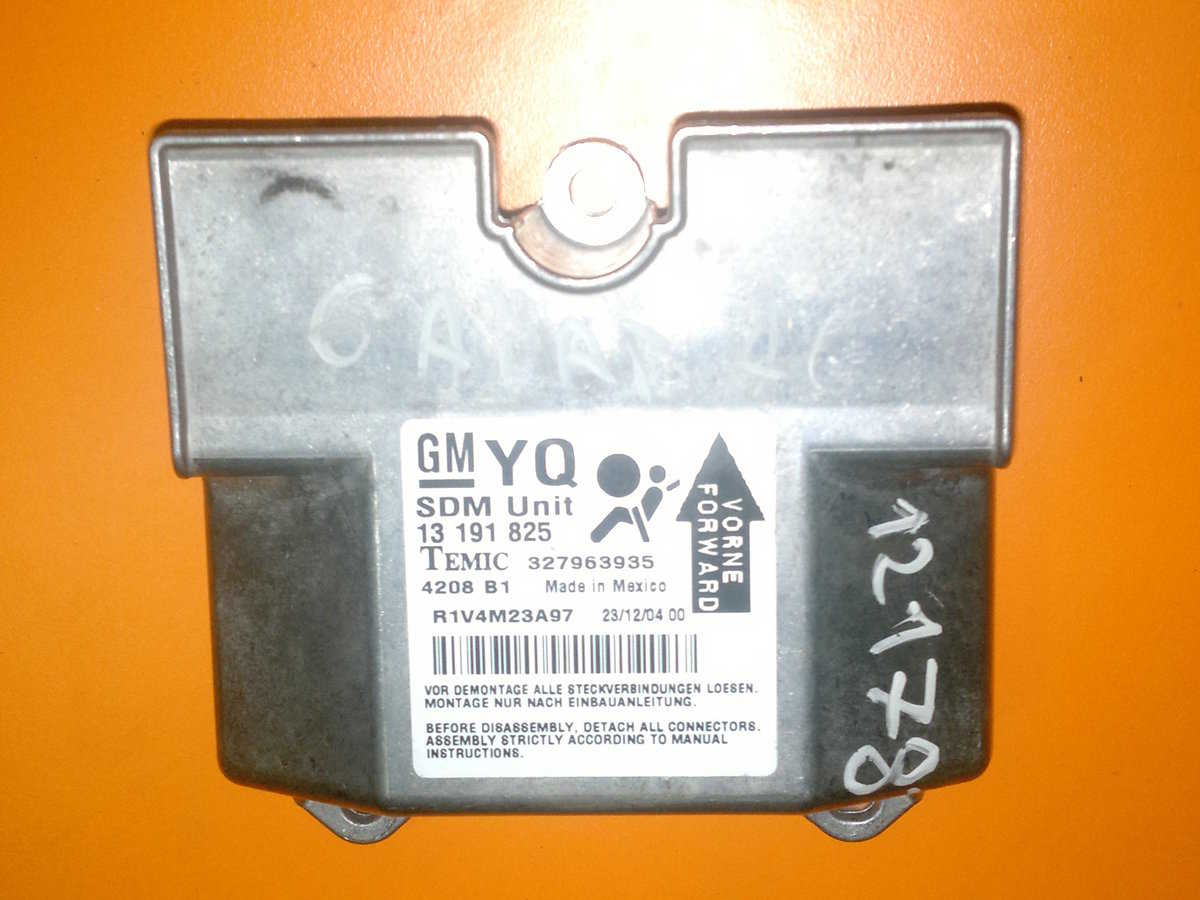 GM YQ
SDM Unit
13 191 825
TEMIC 327963935
4208 B1 Made in Mexico
R1V4M23A97 23/12/04 00
VORNE
FORWARD
VOR DEMONTAGE ALLE STECKVERBINDUNGEN LOESEN.
MONTAGE NUR NACH EINBAUANLEITUNG.
BEFORE DISASSEMBLY, DETACH ALL CONNECTORS.
ASSEMBLY STRICTLY ACCORDING TO MANUAL
INSTRUCTIONS.
12178